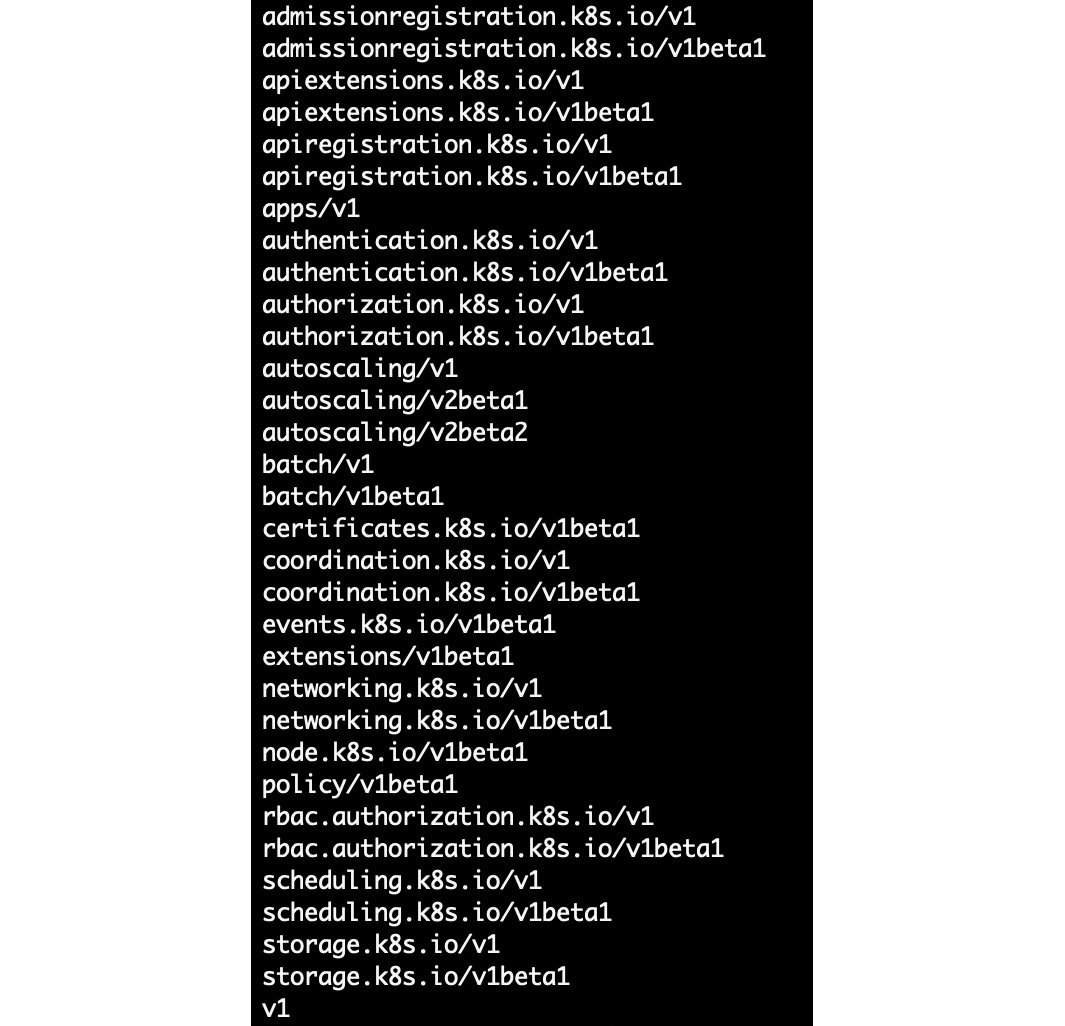 admissionregistration.k8s.io/v1
admissionregistration.k8s.io/v1beta1
apiextensions.k8s.io/v1
apiextensions.k8s.io/v1beta1
apiregistration.k8s.io/v1
apiregistration.k8s.io/v1beta1
apps/v1
authentication.k8s.io/v1
authentication.k8s.io/v1beta1
authorization.k8s.io/v1
authorization.k8s.io/v1beta1
autoscaling/v1
autoscaling/v2beta1
autoscaling/v2beta2
batch/v1
batch/v1beta1
certificates.k8s.io/v1beta1
coordination.k8s.io/v1
coordination.k8s.io/v1beta1
events.k8s.io/v1beta1
extensions/v1beta1
networking.k8s.io/v1
networking.k8s.io/v1beta1
node.k8s.io/v1beta1
policy/v1beta1
rbac.authorization.k8s.io/v1
rbac.authorization.k8s.io/v1beta1
scheduling.k8s.io/v1
scheduling.k8s.io/v1beta1
storage.k8s.io/v1
storage.k8s.io/v1beta1
v1